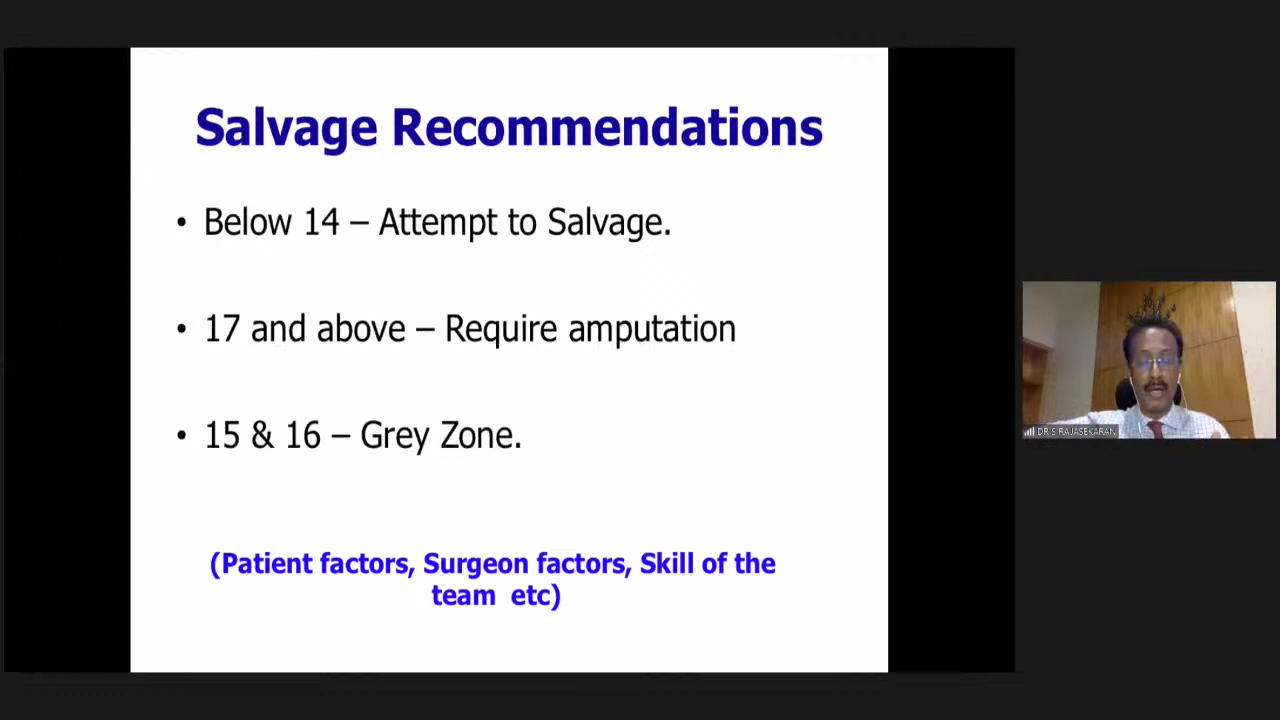 Salvage Recommendations
• Below 14 – Attempt to Salvage.
• 17 and above – Require amputation
• 15 & 16 – Grey Zone.
(Patient factors, Surgeon factors, Skill of the
team etc)
DR S RAJASEKARAN